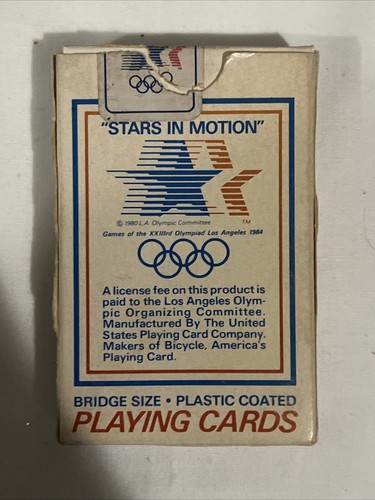 "STARS IN MOTION"
TM
© 1980 L.A. Olympic Committee
Games of the XXIIIrd Olympiad Los Angeles 1984
A license fee on this product is
paid to the Los Angeles Olym-
pic Organizing Committee.
Manufactured By The United
States Playing Card Company.
Makers of Bicycle, America's
Playing Card.
BRIDGE SIZE • PLASTIC COATED
PLAYING CARDS